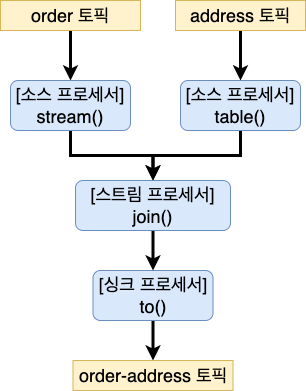 order 토픽
address 토픽
[소스 프로세서]
stream()
[소스 프로세서]
table()
[스트림 프로세서]
join()
[싱크 프로세서]
to()
order-address 토픽